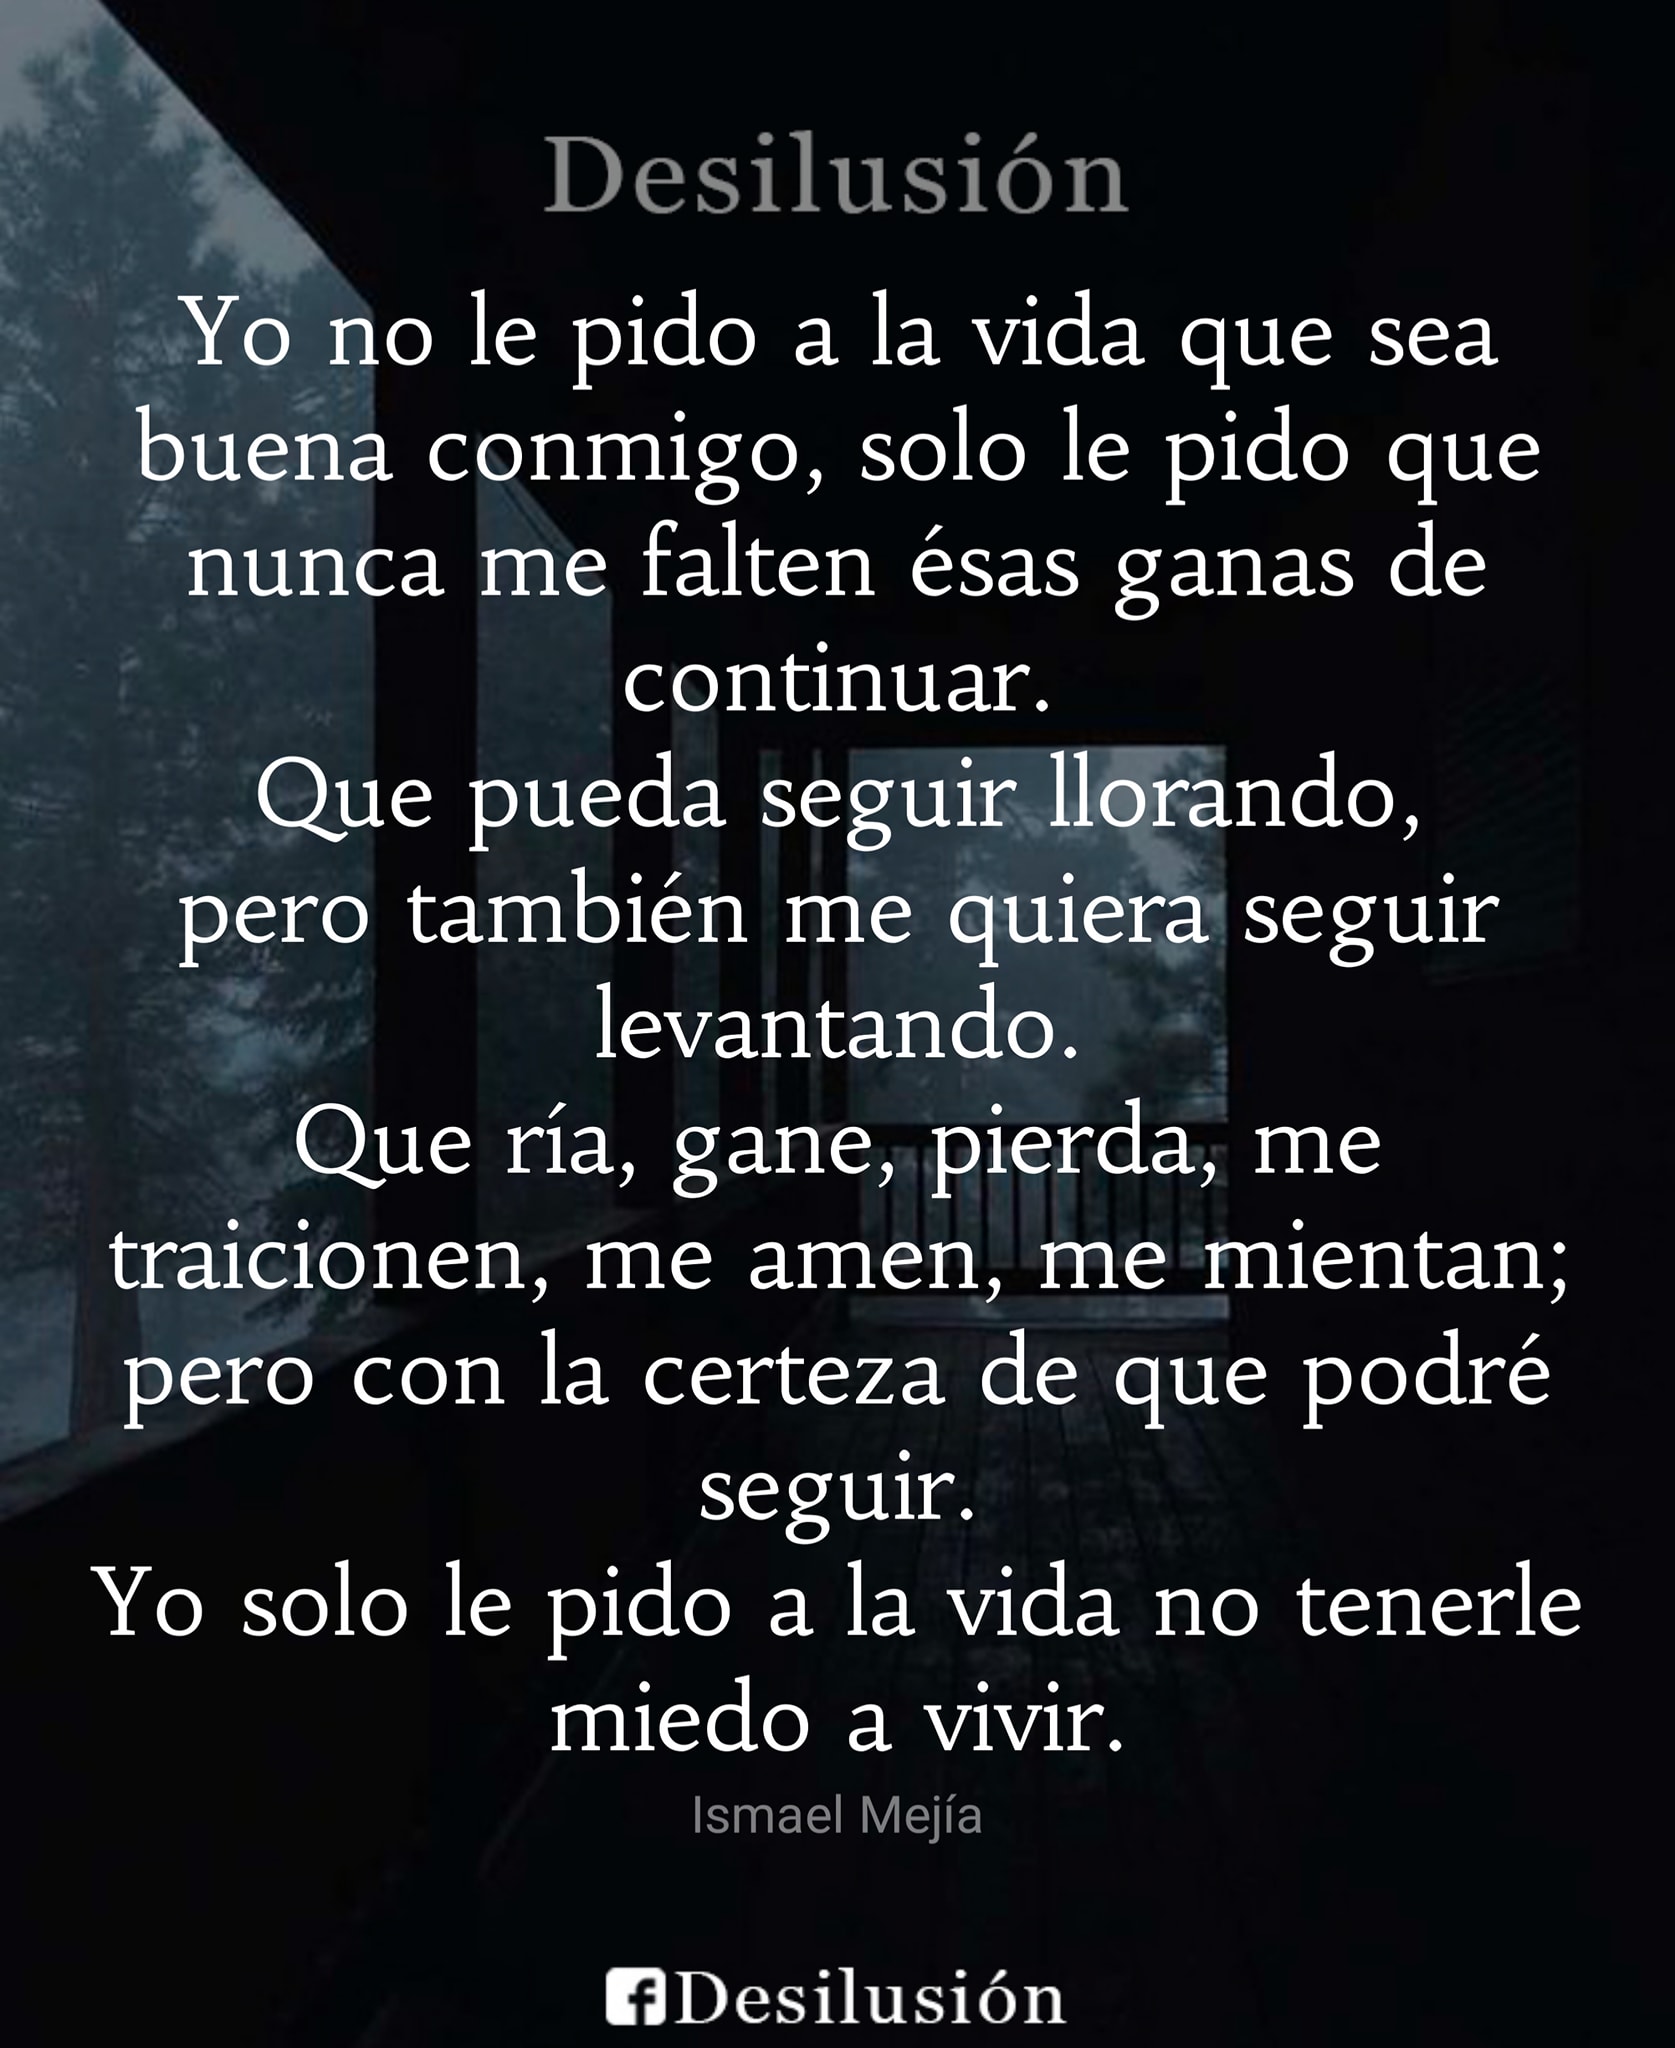 Desilusión
Yo no le pido a la vida que sea
buena conmigo, solo le pido que
nunca me falten ésas ganas de
continuar.
Que pueda seguir llorando,
pero también me quiera seguir
levantando.
Que ría, gane, pierda, me
traicionen, me amen, me mientan;
pero con la certeza de que podré
seguir.
Yo solo le pido a la vida no tenerle
miedo a vivir.
Ismael Mejía
Desilusión